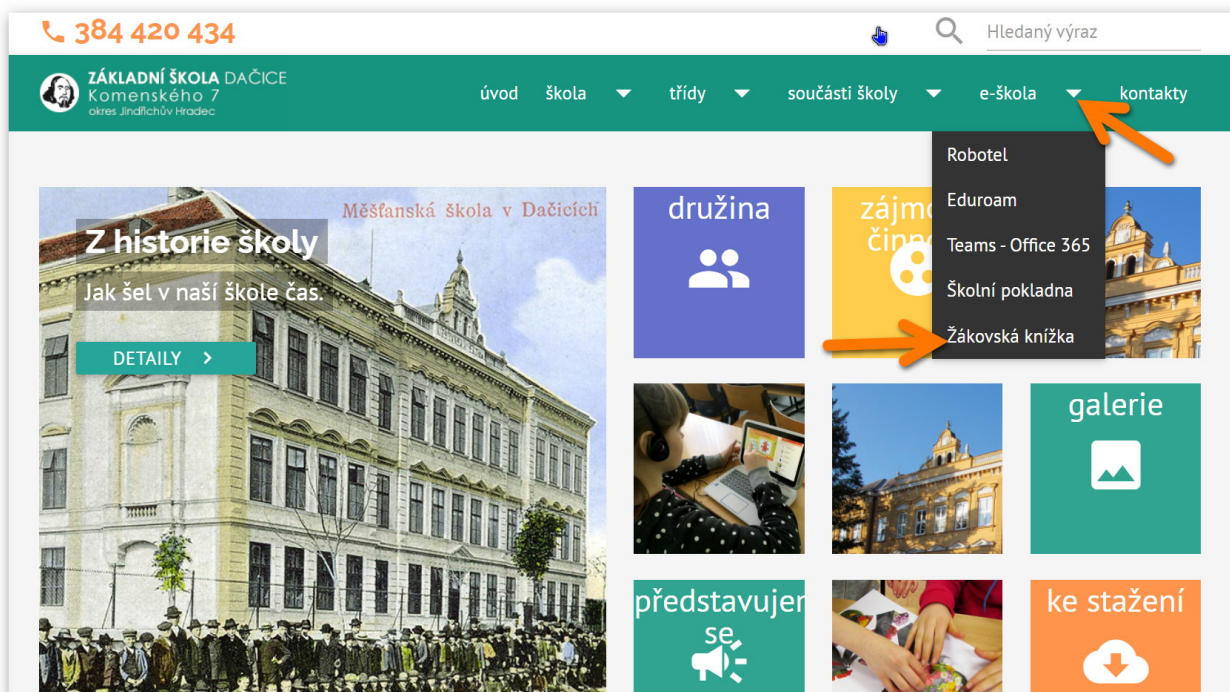 384 420 434
Hledaný výraz
ZÁKLADNÍ ŠKOLA DAČICE
Komenského 7
okres Jindřichův Hradec
úvod
škola
třídy
součásti školy
e-škola
kontakty
Robotel
Eduroam
Teams - Office 365
Školní pokladna
Žákovská knížka
Měšťanská škola v Dačicích
Z historie školy
Jak šel v naší škole čas.
DETAILY
družina
galerie
představujem
se
ke stažení